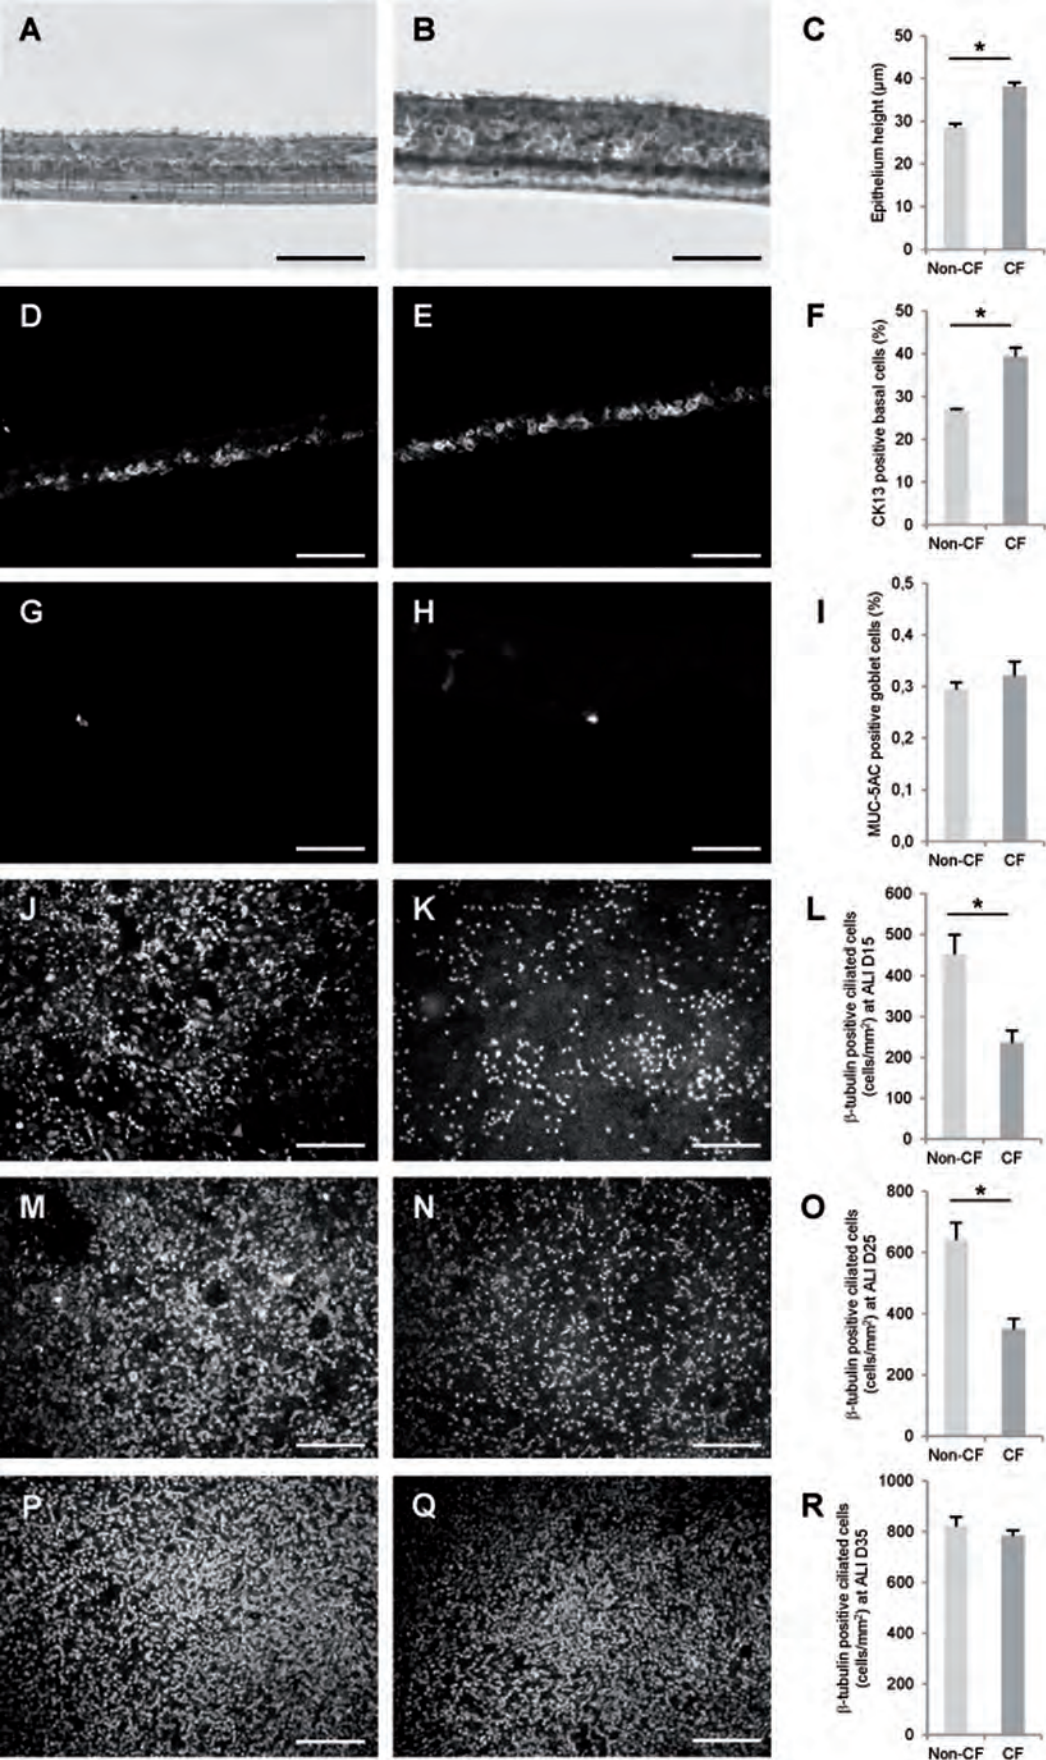 A
B
C
Epithelium height (µm)
50
40
30
20
10
0
*
Non-CF
CF
D
E
F
CK13 positive basal cells (%)
50
40
30
20
10
0
*
Non-CF
CF
G
H
I
MUC-5AC positive goblet cells (%)
0,5
0,4
0,3
0,2
0,1
0,0
Non-CF
CF
J
K
L
β-tubulin positive ciliated cells
(cells/mm²) at ALI D15
600
500
400
300
200
100
0
*
Non-CF
CF
M
N
O
β-tubulin positive ciliated cells
(cells/mm²) at ALI D25
800
600
400
200
0
*
Non-CF
CF
P
Q
R
β-tubulin positive ciliated cells
(cells/mm²) at ALI D35
1000
800
600
400
200
0
Non-CF
CF